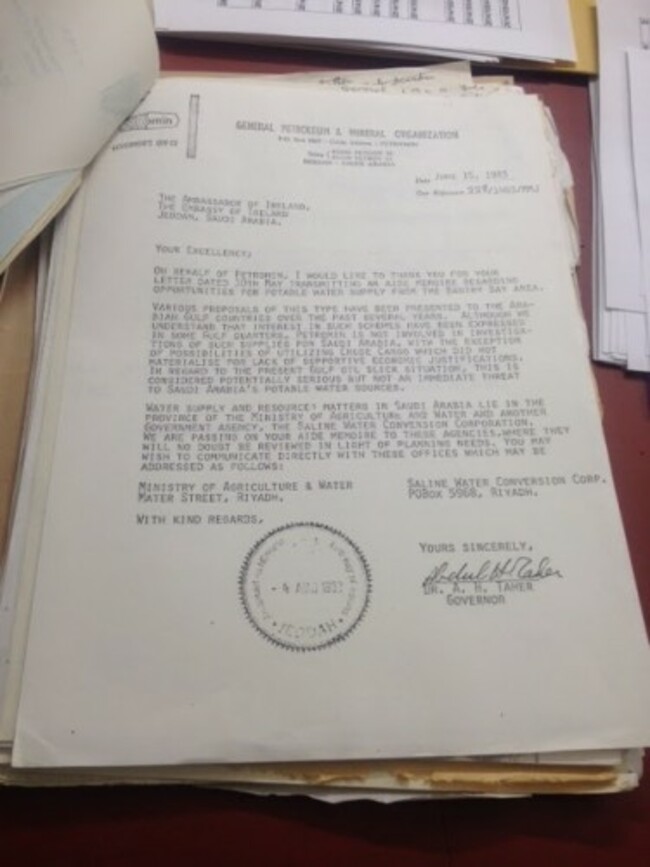 GENERAL PETROLEUM & MINERAL ORGANIZATION
GOVERNOR'S OFFICE
Date June 15, 1983
THE AMBASSADOR OF IRELAND,
THE EMBASSY OF IRELAND
JEDDAH, SAUDI ARABIA.
YOUR EXCELLENCY;
ON BEHALF OF PETROMIN, I WOULD LIKE TO THANK YOU FOR YOUR
LETTER DATED 30TH MAY TRANSMITTING AN AIDE MEMOIRE REGARDING
OPPORTUNITIES FOR POTABLE WATER SUPPLY FROM THE BANTRY BAY AREA.
VARIOUS PROPOSALS OF THIS TYPE HAVE BEEN PRESENTED TO THE ARA-
BIAN GULF COUNTRIES OVER THE PAST SEVERAL YEARS. ALTHOUGH WE
UNDERSTAND THAT INTEREST IN SUCH SCHEMES HAVE BEEN EXPRESSED
IN SOME GULF QUARTERS, PETROMIN IS NOT INVOLVED IN INVESTIGA-
TIONS OF SUCH SUPPLIES FOR SAUDI ARABIA, WITH THE EXCEPTION
OF POSSIBILITIES OF UTILIZING CRUDE CARGO WHICH DID NOT
MATERIALISE FOR LACK OF SUPPORTIVE ECONOMIC JUSTIFICATIONS.
IN REGARD TO THE PRESENT GULF OIL SLICK SITUATION, THIS IS
CONSIDERED POTENTIALLY SERIOUS BUT NOT AN IMMEDIATE THREAT
TO SAUDI ARABIA'S POTABLE WATER SOURCES.
WATER SUPPLY AND RESOURCES MATTERS IN SAUDI ARABIA LIE IN THE
PROVINCE OF THE MINISTRY OF AGRICULTURE AND WATER AND ANOTHER
GOVERNMENT AGENCY, THE SALINE WATER CONVERSION CORPORATION.
WE ARE PASSING ON YOUR AIDE MEMOIRE TO THESE AGENCIES,WHERE THEY
WILL NO DOUBT BE REVIEWED IN LIGHT OF PLANNING NEEDS. YOU MAY
WISH TO COMMUNICATE DIRECTLY WITH THESE OFFICES WHICH MAY BE
ADDRESSED AS FOLLOWS:
MINISTRY OF AGRICULTURE & WATER
WATER STREET, RIYADH.
SALINE WATER CONVERSION CORP.
POBOX 5968, RIYADH.
WITH KIND REGARDS,
YOURS SINCERELY,
Abdul H. Taher
DR. A. H. TAHER
GOVERNOR
JEDDAH